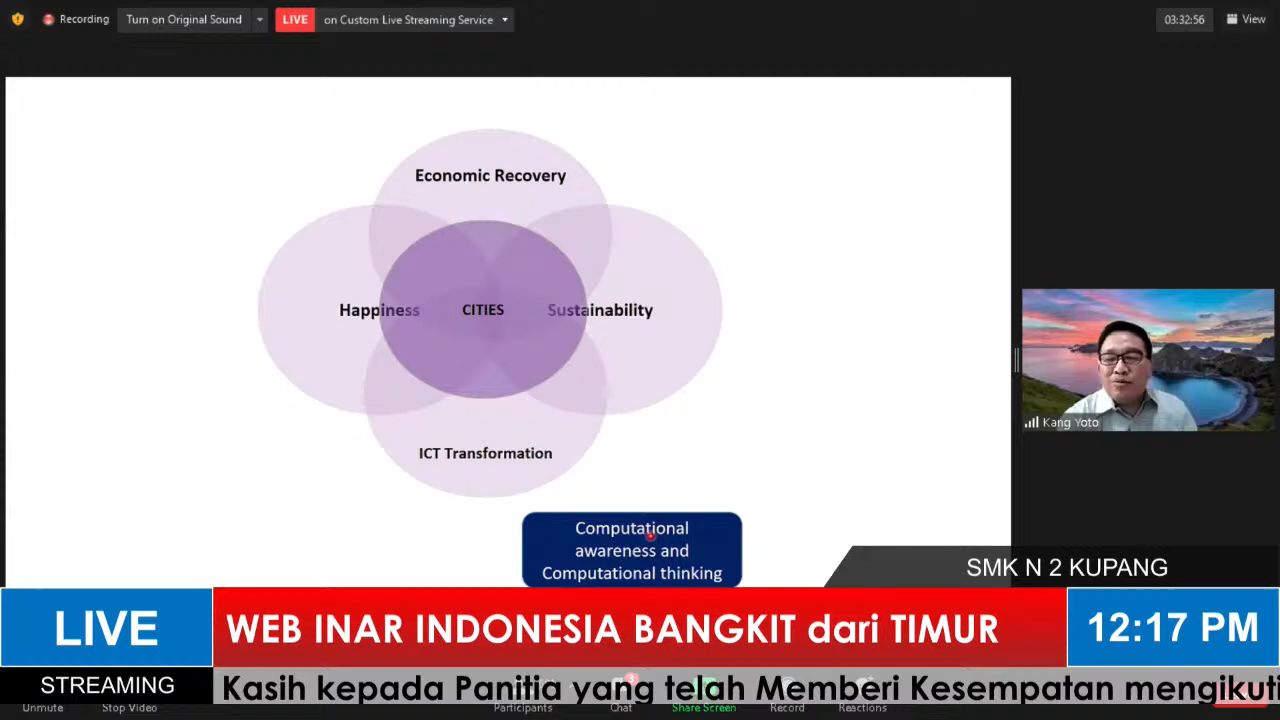 Recording
Turn on Original Sound
LIVE
on Custom Live Streaming Service
03:32:56
View
Economic Recovery
Happiness
CITIES
Sustainability
ICT Transformation
Kang Yoto
Computational
awareness and
Computational thinking
SMK N 2 KUPANG
LIVE
WEB INAR INDONESIA BANGKIT dari TIMUR
12:17 PM
STREAMING
Kasih kepada Panitia yang telah Memberi Kesempatan mengikuti
Unmute
Stop Video
Participants
Chat
3
Share Screen
Record
Reactions